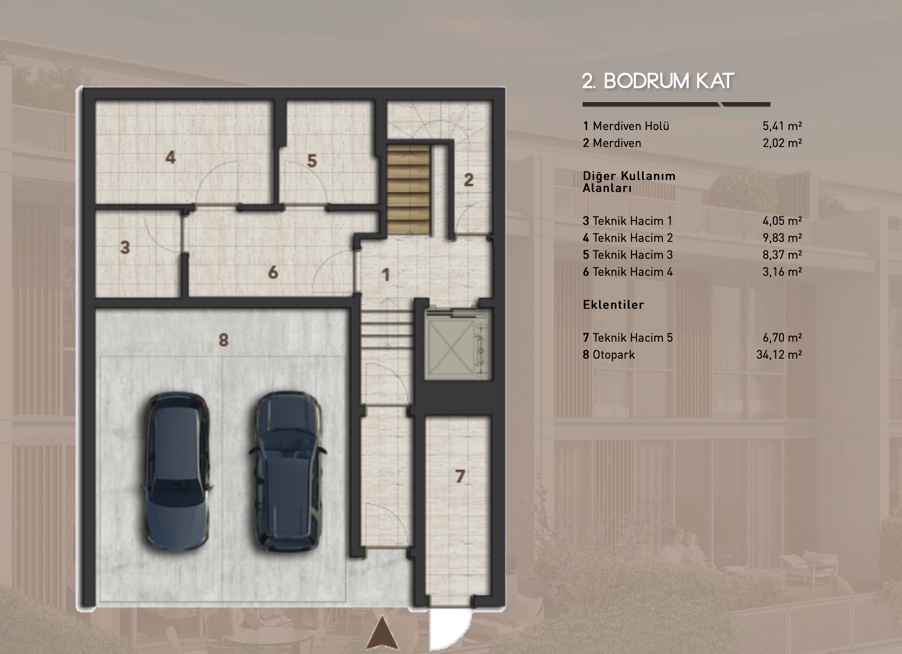 2. BODRUM KAT
1 Merdiven Holü 5,41 m²
2 Merdiven 2,02 m²
Diğer Kullanım
Alanları
3 Teknik Hacim 1 4,05 m²
4 Teknik Hacim 2 9,83 m²
5 Teknik Hacim 3 8,37 m²
6 Teknik Hacim 4 3,16 m²
Eklentiler
7 Teknik Hacim 5 6,70 m²
8 Otopark 34,12 m²
4
5
2
3
6
1
8
7